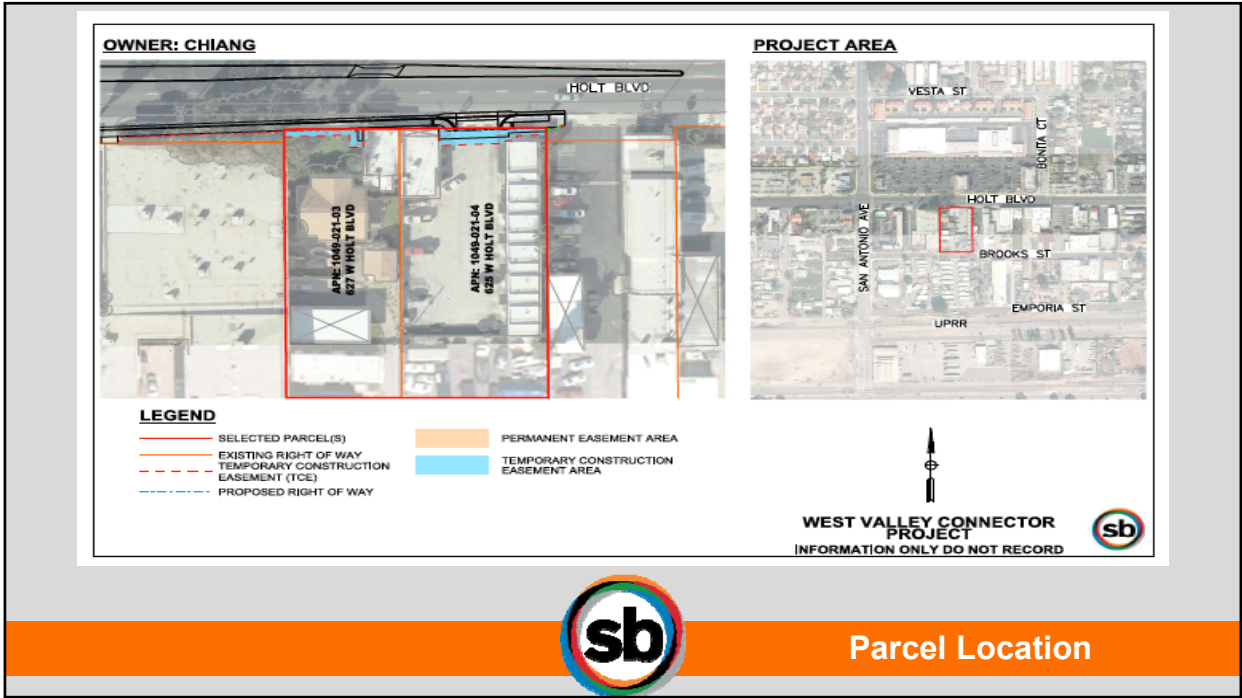 OWNER: CHIANG
HOLT BLVD
APN: 1049-021-03
627 W HOLT BLVD
APN: 1049-021-04
625 W HOLT BLVD
PROJECT AREA
VESTA ST
BONITA CT
HOLT BLVD
SAN ANTONIO AVE
BROOKS ST
EMPORIA ST
UPRR
LEGEND
SELECTED PARCEL(S)
EXISTING RIGHT OF WAY
TEMPORARY CONSTRUCTION
EASEMENT (TCE)
PROPOSED RIGHT OF WAY
PERMANENT EASEMENT AREA
TEMPORARY CONSTRUCTION
EASEMENT AREA
WEST VALLEY CONNECTOR
PROJECT
INFORMATION ONLY DO NOT RECORD
sb
sb
Parcel Location